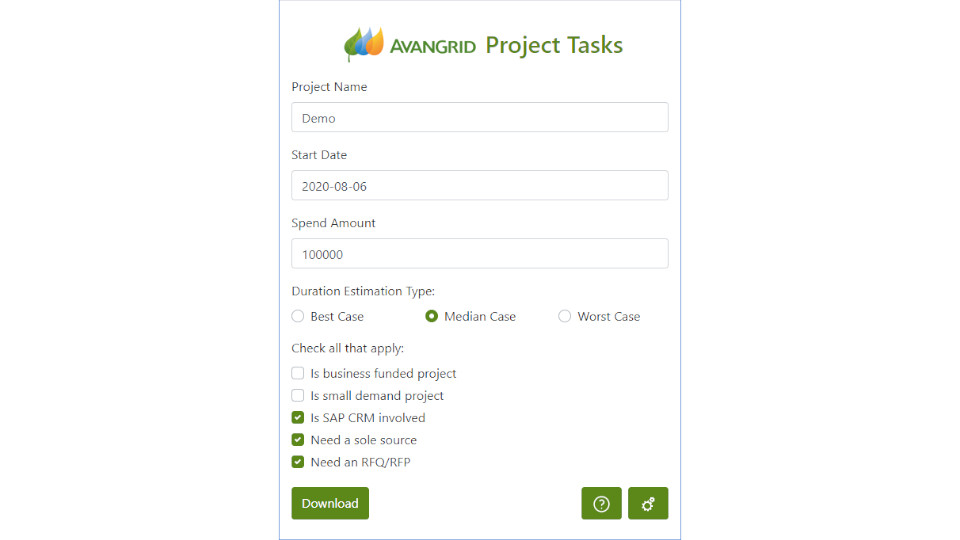 AVANGRID Project Tasks
Project Name
Demo
Start Date
2020-08-06
Spend Amount
100000
Duration Estimation Type:
Best Case Median Case Worst Case
Check all that apply:
Is business funded project
Is small demand project
Is SAP CRM involved
Need a sole source
Need an RFQ/RFP
Download ?